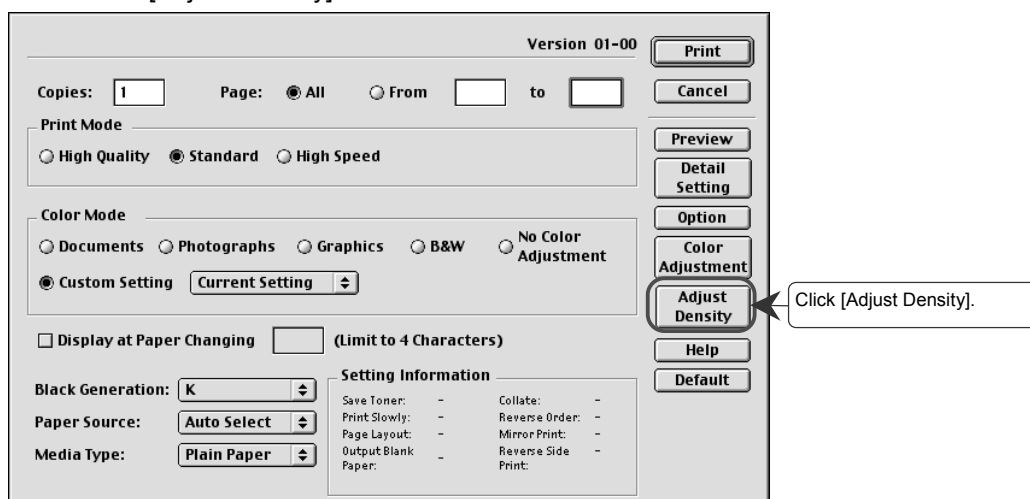 Version 01-00
Print
Copies: 1 Page: All From to
Cancel
Print Mode
High Quality Standard High Speed
Preview
Detail
Setting
Color Mode
Option
Documents Photographs Graphics B&W No Color
Adjustment
Color
Adjustment
Custom Setting Current Setting
Adjust
Density
Click [Adjust Density].
Display at Paper Changing (Limit to 4 Characters)
Help
Default
Black Generation: K
Paper Source: Auto Select
Media Type: Plain Paper
Setting Information
Save Toner: - Collate: -
Print Slowly: - Reverse Order: -
Page Layout: - Mirror Print: -
Output Blank
Paper: -
Reverse Side
Print: -